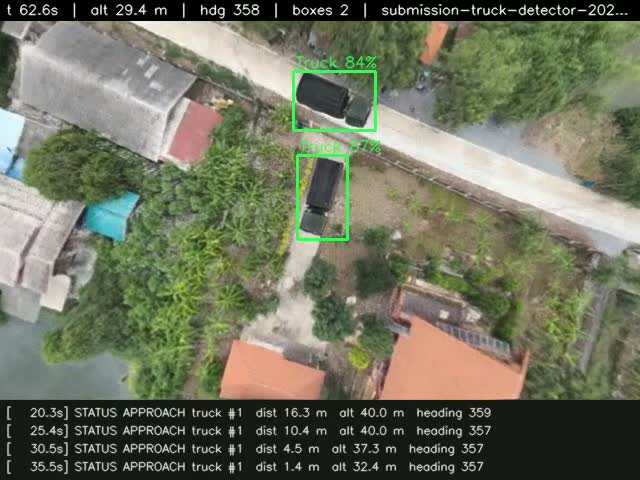 t 62.6s | alt 29.4 m | hdg 358 | boxes 2 | submission-truck-detector-202...
Truck 84%
Truck 87%
[ 20.3s] STATUS APPROACH truck #1 dist 16.3 m alt 40.0 m heading 359
[ 25.4s] STATUS APPROACH truck #1 dist 10.4 m alt 40.0 m heading 357
[ 30.5s] STATUS APPROACH truck #1 dist 4.5 m alt 37.3 m heading 357
[ 35.5s] STATUS APPROACH truck #1 dist 1.4 m alt 32.4 m heading 357